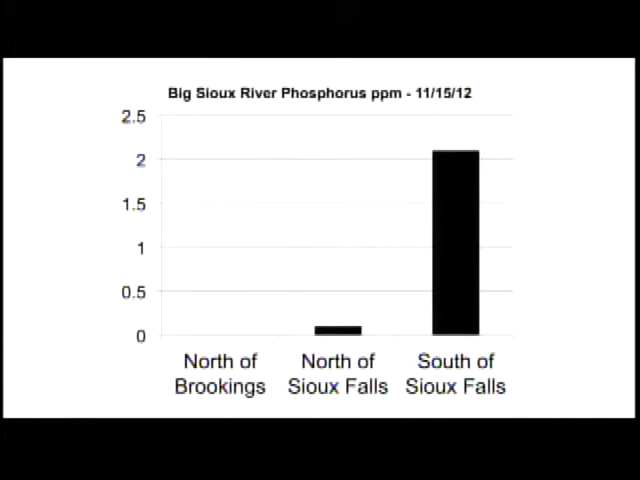 Big Sioux River Phosphorus ppm - 11/15/12
2.5
2
1.5
1
0.5
0
North of
Brookings
North of
Sioux Falls
South of
Sioux Falls